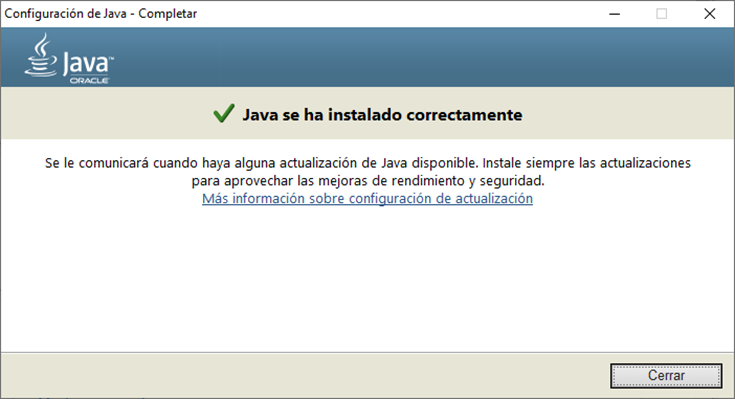 Configuración de Java - Completar
Java™
ORACLE
Java se ha instalado correctamente
Se le comunicará cuando haya alguna actualización de Java disponible. Instale siempre las actualizaciones
para aprovechar las mejoras de rendimiento y seguridad.
Más información sobre configuración de actualización
Cerrar